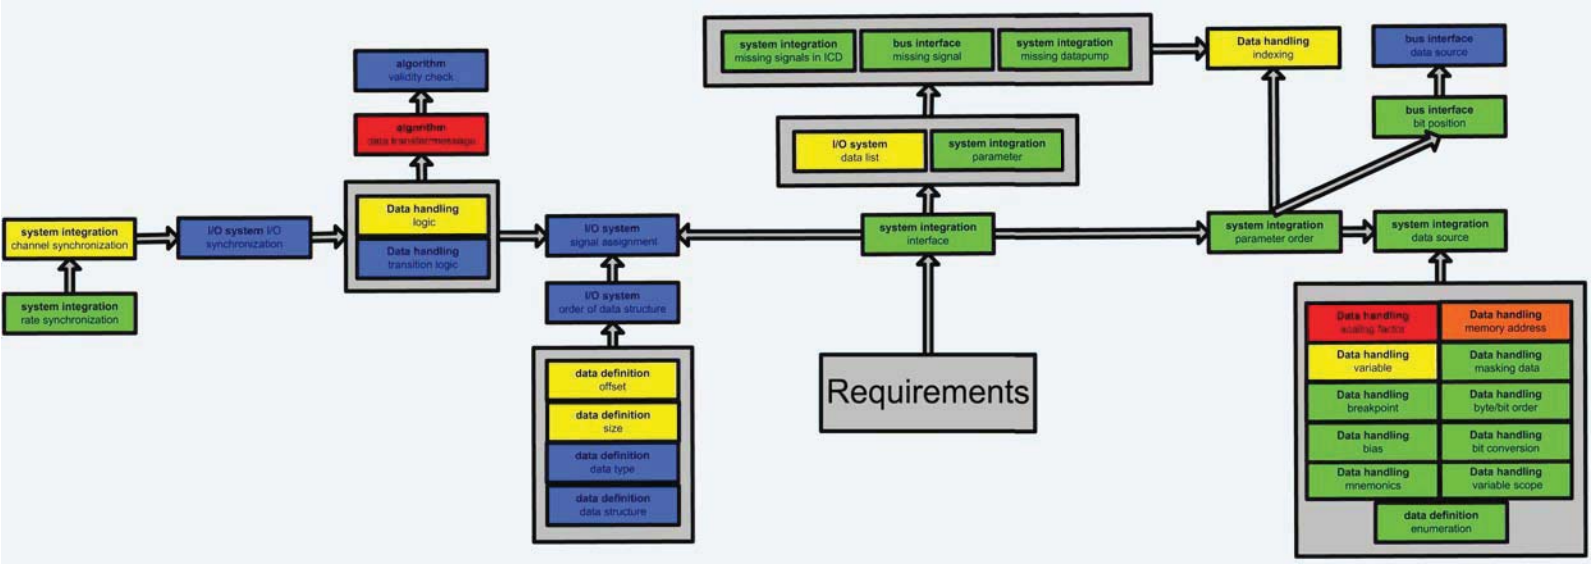 system integration
missing signals in ICD
bus interface
missing signal
system integration
missing datapump
Data handling
indexing
bus interface
data source
algorithm
validity check
bus interface
bit position
algorithm
data transfer/message
I/O system
data list
system integration
parameter
Data handling
logic
Data handling
transition logic
system integration
channel synchronization
I/O system I/O
synchronization
I/O system
signal assignment
system integration
interface
system integration
parameter order
system integration
data source
system integration
rate synchronization
I/O system
order of data structure
data definition
offset
data definition
size
data definition
data type
data definition
data structure
Requirements
Data handling
scaling factor
Data handling
memory address
Data handling
variable
Data handling
masking data
Data handling
breakpoint
Data handling
byte/bit order
Data handling
bias
Data handling
bit conversion
Data handling
mnemonics
Data handling
variable scope
data definition
enumeration